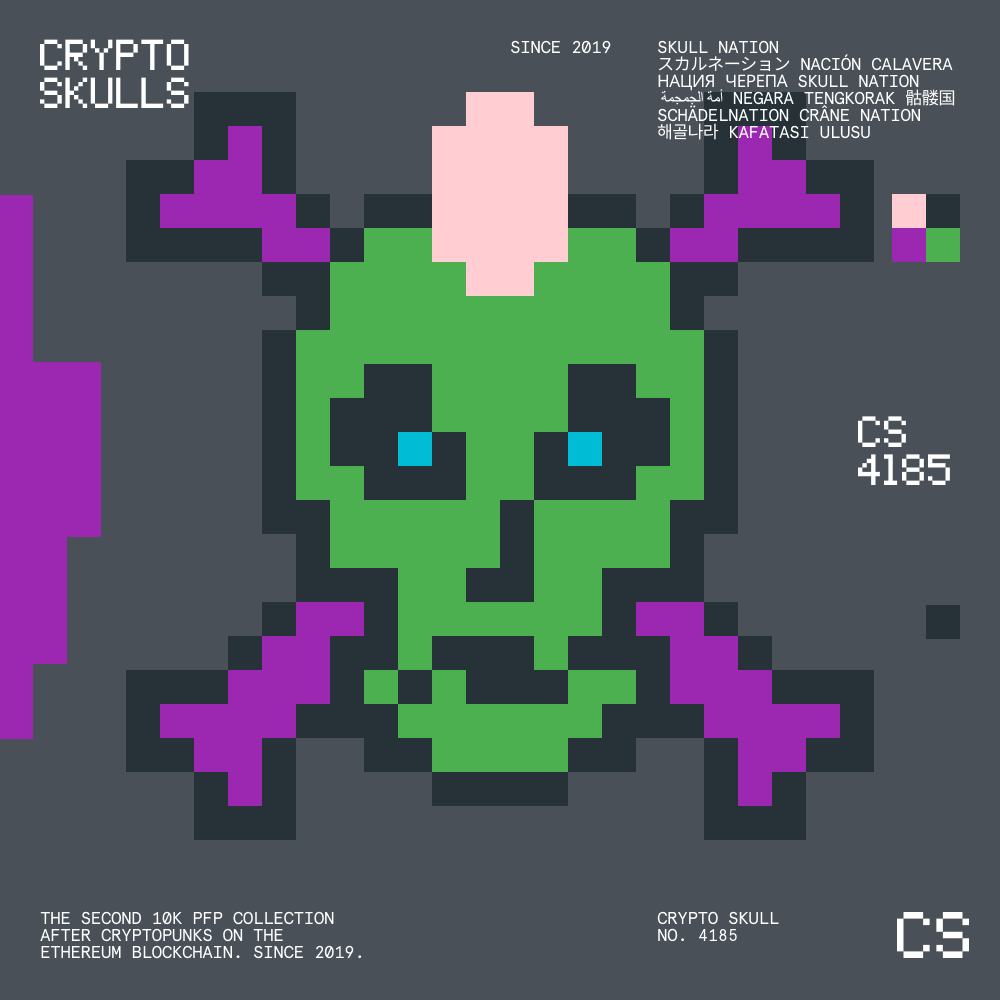 CRYPTO
SKULLS
SINCE 2019
SKULL NATION
スカルネーション NACIÓN CALAVERA
НАЦИЯ ЧЕРЕПА SKULL NATION
أمة الجمجمة NEGARA TENGKORAK 骷髅国
SCHÄDELNATION CRÂNE NATION
해골나라 KAFATASI ULUSU
CS
4185
THE SECOND 10K PFP COLLECTION
AFTER CRYPTOPUNKS ON THE
ETHEREUM BLOCKCHAIN. SINCE 2019.
CRYPTO SKULL
NO. 4185
CS